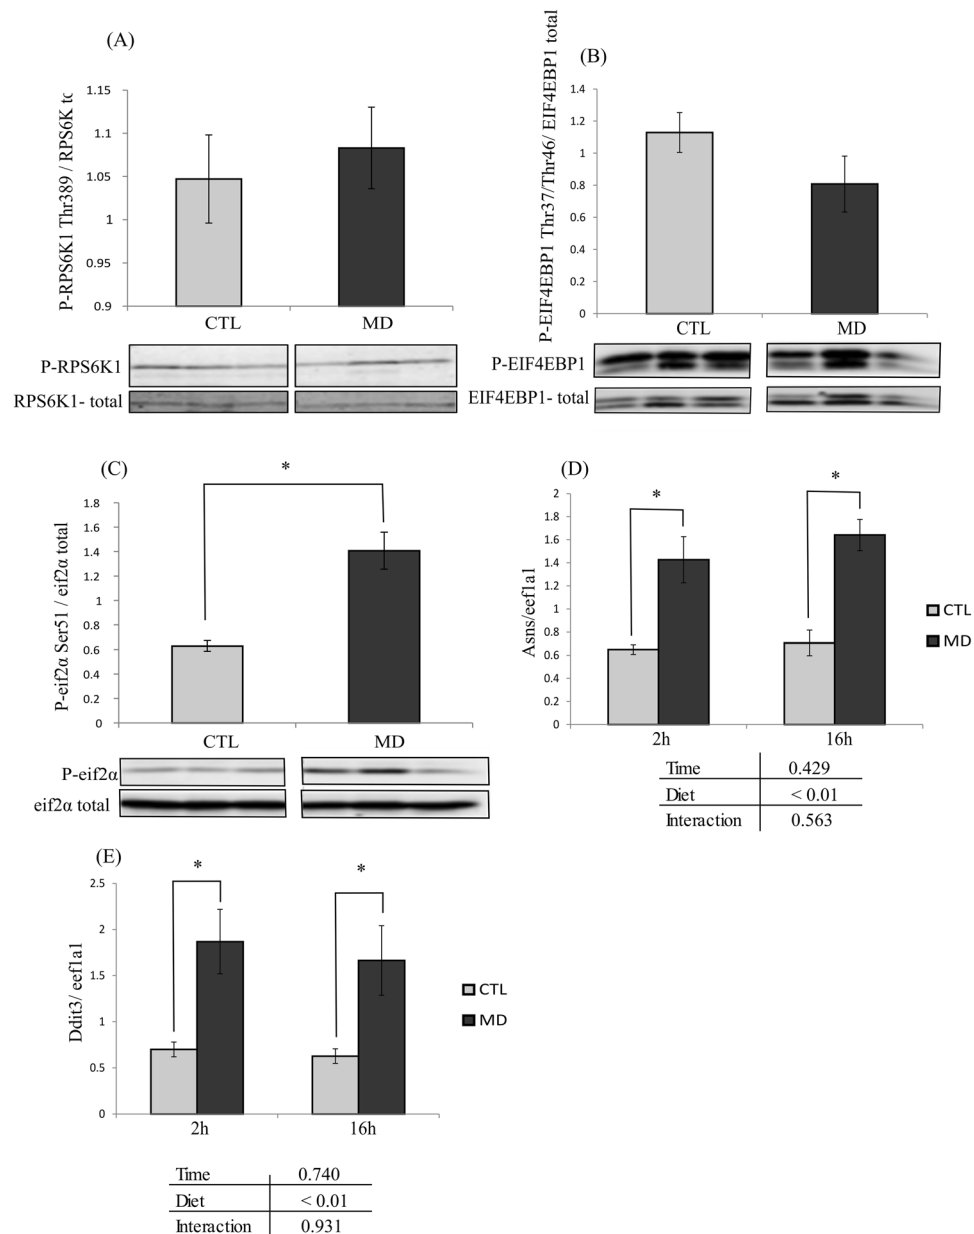 (A)
P-RPS6K1 Thr389 / RPS6K tc
1.15
1.1
1.05
1
0.95
0.9
CTL MD
P-RPS6K1
RPS6K1- total
(B)
P-EIF4EBP1 Thr37/Thr46/ EIF4EBP1 total
1.4
1.2
1
0.8
0.6
0.4
0.2
0
CTL MD
P-EIF4EBP1
EIF4EBP1- total
(C)
*
P-eif2α Ser51 / eif2α total
1.8
1.6
1.4
1.2
1
0.8
0.6
0.4
0.2
0
CTL MD
P-eif2α
eif2α total
(D)
* *
Asns/eef1a1
2
1.8
1.6
1.4
1.2
1
0.8
0.6
0.4
0.2
0
2h 16h
CTL
MD
Time 0.429
Diet < 0.01
Interaction 0.563
(E)
* *
Ddit3/ eef1a1
2.5
2
1.5
1
0.5
0
2h 16h
CTL
MD
Time 0.740
Diet < 0.01
Interaction 0.931